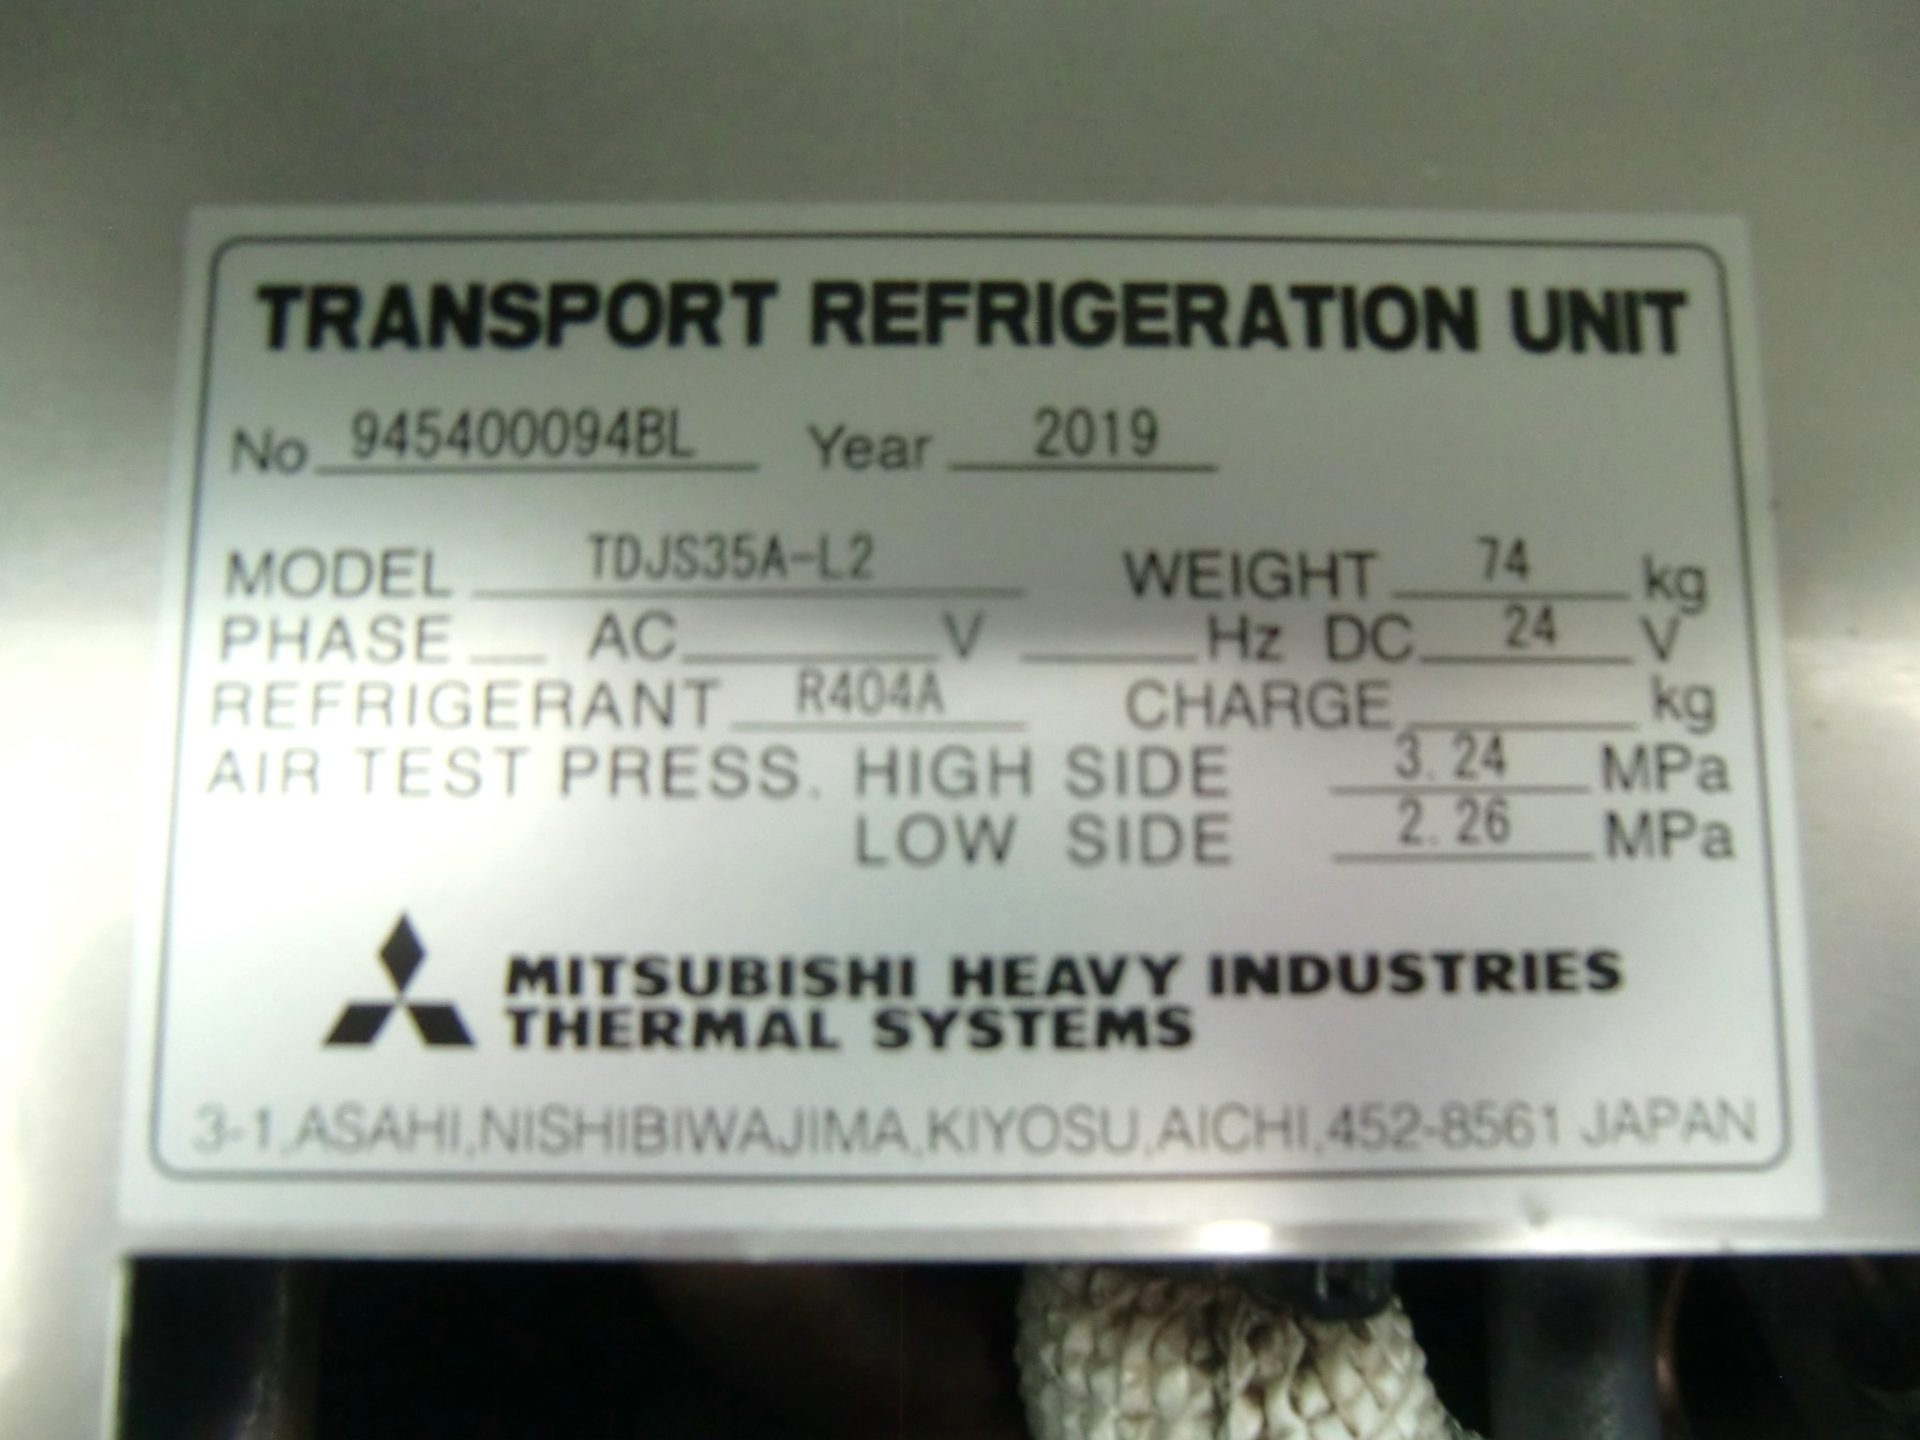 TRANSPORT REFRIGERATION UNIT
No 945400094BL Year 2019
MODEL TDJS35A-L2 WEIGHT 74 kg
PHASE AC V Hz DC 24 V
REFRIGERANT R404A CHARGE kg
AIR TEST PRESS. HIGH SIDE 3.24 MPa
LOW SIDE 2.26 MPa
MITSUBISHI HEAVY INDUSTRIES
THERMAL SYSTEMS
3-1,ASAHI,NISHIBIWAJIMA,KIYOSU,AICHI,452-8561 JAPAN